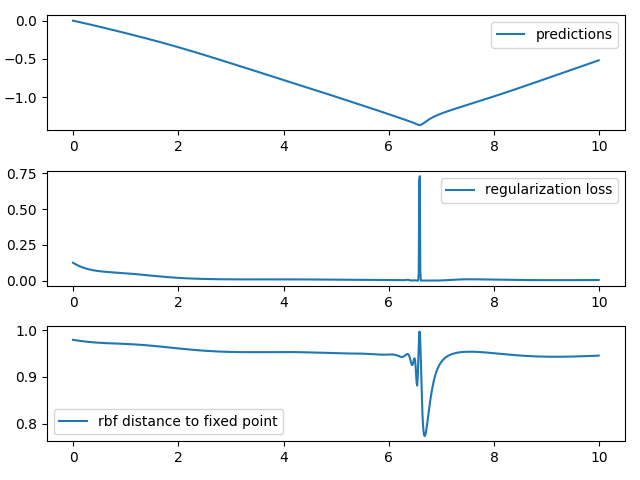 0.0
predictions
−0.5
−1.0
0 2 4 6 8 10
0.75
regularization loss
0.50
0.25
0.00
0 2 4 6 8 10
1.0
0.9
0.8
rbf distance to fixed point
0 2 4 6 8 10